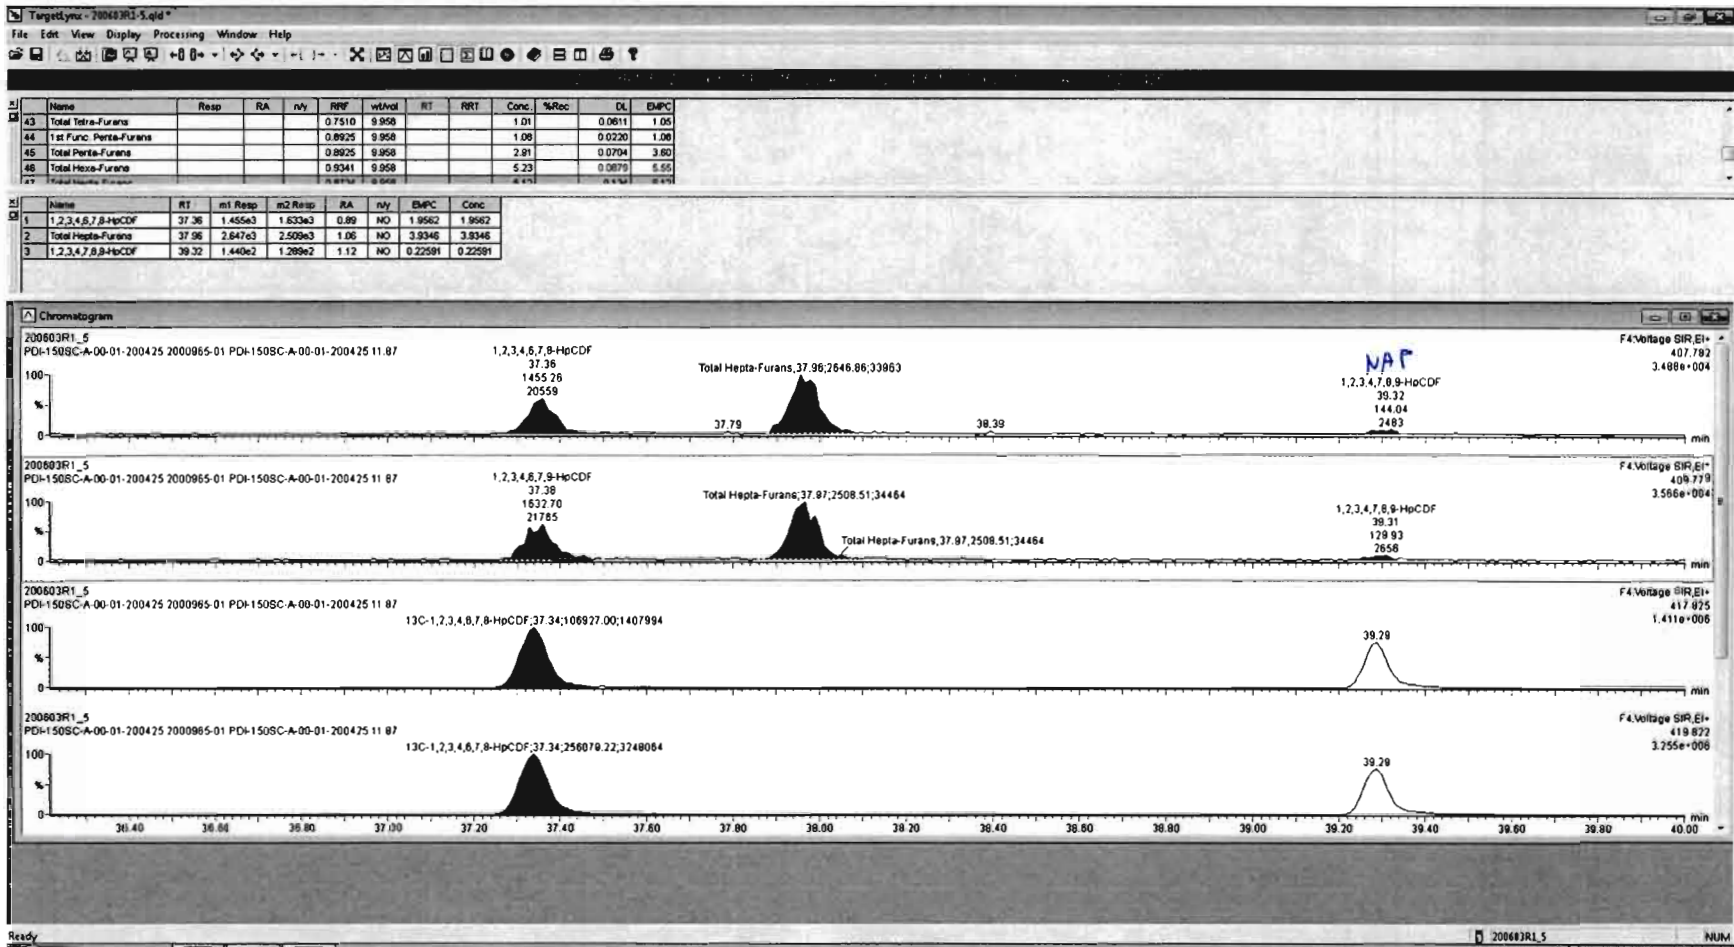 TargetLynx - 200603R1-5.qld *
File Edit View Display Processing Window Help
Name Resp RA n/y RRF wt/vol RT RRT Conc. %Rec DL EMPC
43 Total Tetra-Furans 0.7510 9.958 1.01 0.0611 1.05
44 1st Func. Penta-Furans 0.8925 9.958 1.08 0.0220 1.08
45 Total Penta-Furans 0.8925 9.958 2.91 0.0704 3.60
46 Total Hexa-Furans 0.9341 9.958 5.23 0.0879 5.55
47 Total Hepta-Furans
Name RT m1 Resp m2 Resp RA n/y EMPC Conc
1 1,2,3,4,6,7,8-HpCDF 37.36 1.455e3 1.633e3 0.89 NO 1.9562 1.9562
2 Total Hepta-Furans 37.96 2.647e3 2.509e3 1.06 NO 3.9346 3.9346
3 1,2,3,4,7,8,9-HpCDF 39.32 1.440e2 1.289e2 1.12 NO 0.22591 0.22591
Chromatogram
200603R1_5
PDI-150SC-A-00-01-200425 2000965-01 PDI-150SC-A-00-01-200425 11.87
F4:Voltage SIR,EI+
407.782
3.488e+004
NAF
1,2,3,4,6,7,8-HpCDF
37.36
1455.26
20559
Total Hepta-Furans,37.96;2646.86;33963
1,2,3,4,7,8,9-HpCDF
39.32
144.04
2483
37.79
38.39
100
%
0
min
200603R1_5
PDI-150SC-A-00-01-200425 2000965-01 PDI-150SC-A-00-01-200425 11.87
F4:Voltage SIR,EI+
409.779
3.566e+004
1,2,3,4,6,7,8-HpCDF
37.38
1632.70
21785
Total Hepta-Furans;37.97;2508.51;34464
Total Hepta-Furans,37.97,2508.51;34464
1,2,3,4,7,8,9-HpCDF
39.31
129.93
2658
100
%
0
min
200603R1_5
PDI-150SC-A-00-01-200425 2000965-01 PDI-150SC-A-00-01-200425 11.87
F4:Voltage SIR,EI+
417.825
1.411e+006
13C-1,2,3,4,6,7,8-HpCDF;37.34;106927.00;1407994
39.29
100
%
0
min
200603R1_5
PDI-150SC-A-00-01-200425 2000965-01 PDI-150SC-A-00-01-200425 11.87
F4:Voltage SIR,EI+
419.822
3.255e+006
13C-1,2,3,4,6,7,8-HpCDF;37.34;256079.22;3248064
39.29
100
%
0
min
36.40 36.60 36.80 37.00 37.20 37.40 37.60 37.80 38.00 38.20 38.40 38.60 38.80 39.00 39.20 39.40 39.60 39.80 40.00
Ready
200603R1_5
NUM